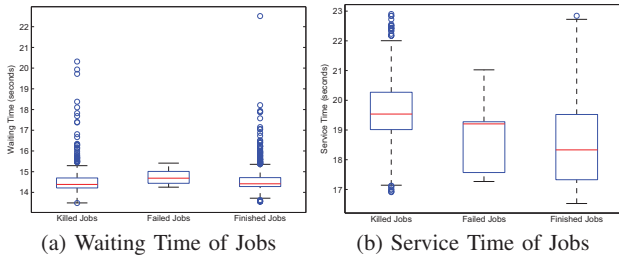 22
21
20
19
18
17
16
15
14
Waiting Time (seconds)
Killed Jobs Failed Jobs Finished Jobs
(a) Waiting Time of Jobs
23
22
21
20
19
18
17
Service Time (seconds)
Killed Jobs Failed Jobs Finished Jobs
(b) Service Time of Jobs